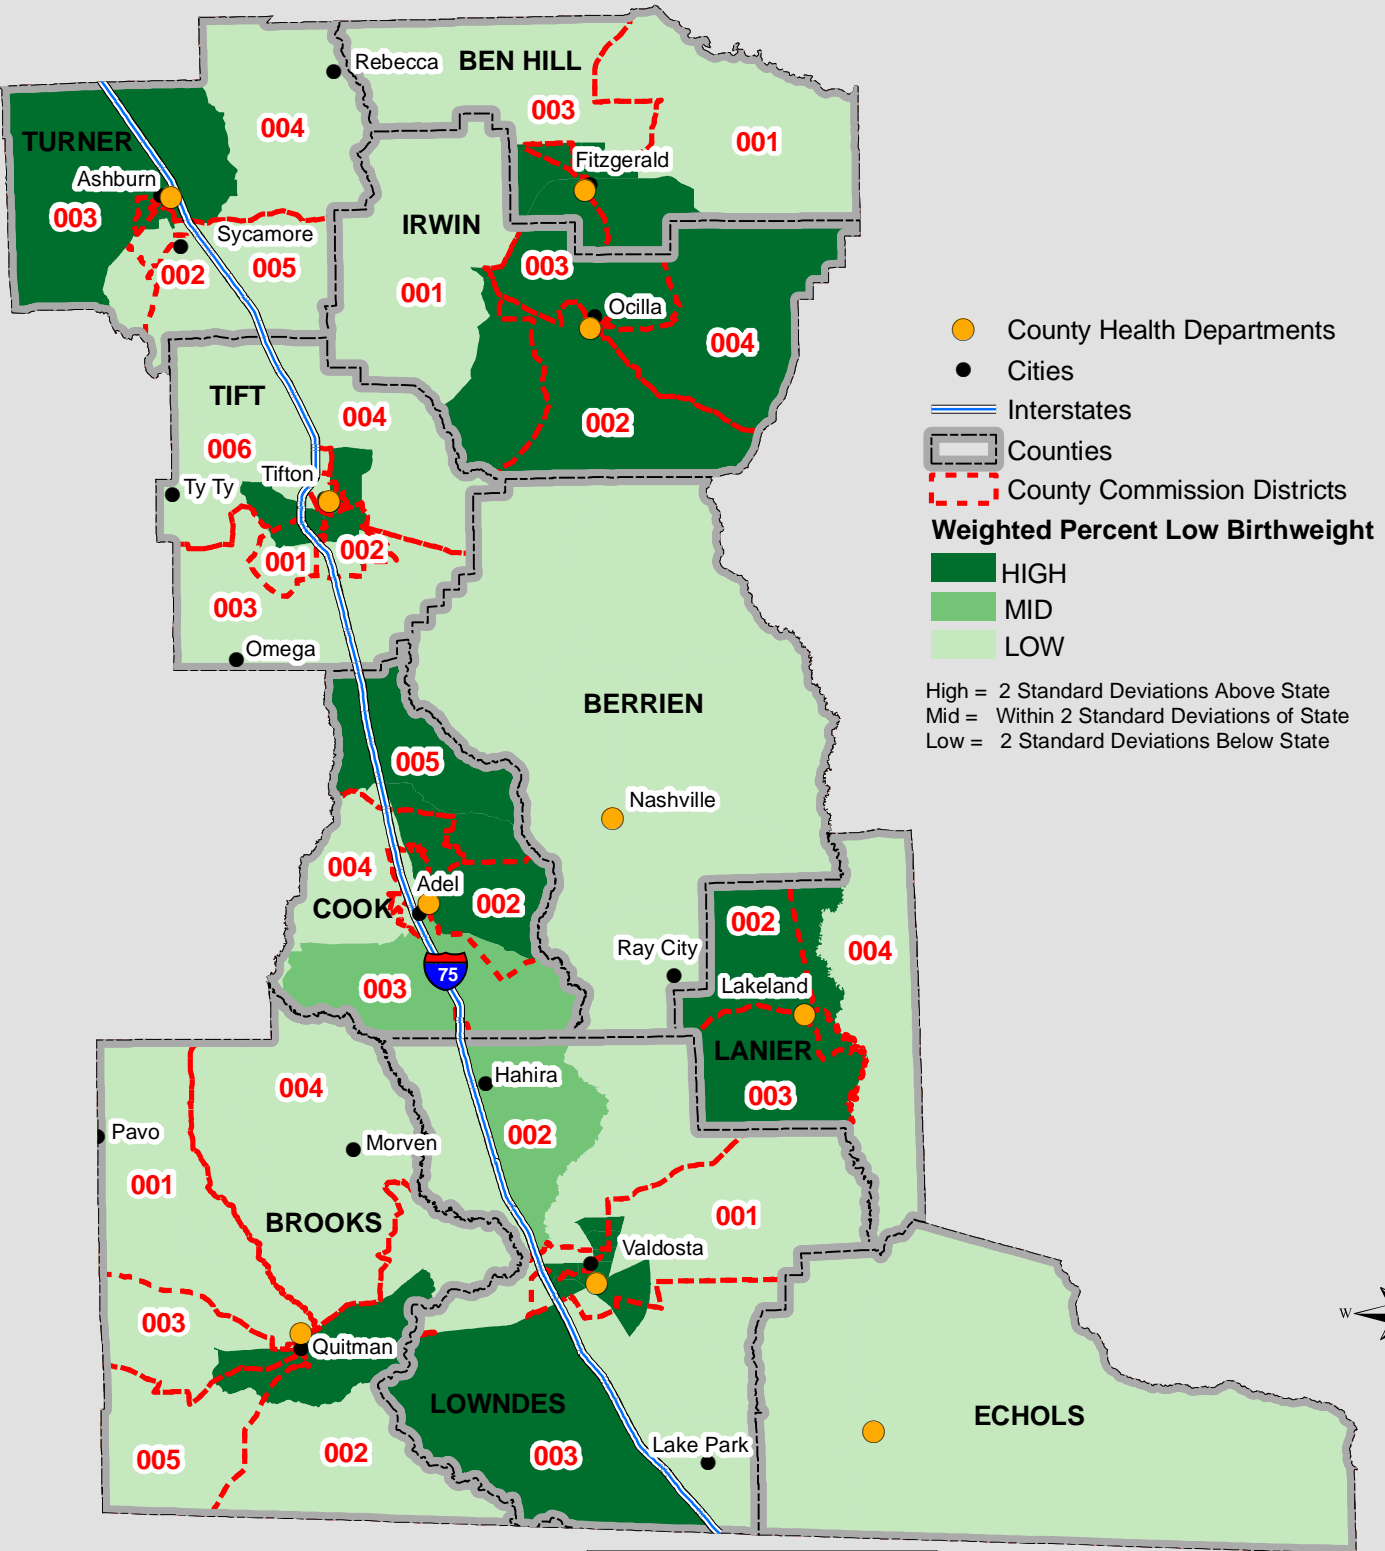 Rebecca
BEN HILL
003
004
001
TURNER
Fitzgerald
Ashburn
003
IRWIN
Sycamore
002
005
003
001
Ocilla
004
TIFT
004
002
006
Tifton
Ty Ty
001
002
003
Omega
County Health Departments
Cities
Interstates
Counties
County Commission Districts
Weighted Percent Low Birthweight
HIGH
MID
LOW
High = 2 Standard Deviations Above State
Mid = Within 2 Standard Deviations of State
Low = 2 Standard Deviations Below State
BERRIEN
005
Nashville
004
Adel
COOK
002
002
004
Ray City
75
003
Lakeland
LANIER
003
Hahira
004
002
Pavo
Morven
001
001
BROOKS
Valdosta
003
Quitman
W
LOWNDES
ECHOLS
005
002
003
Lake Park